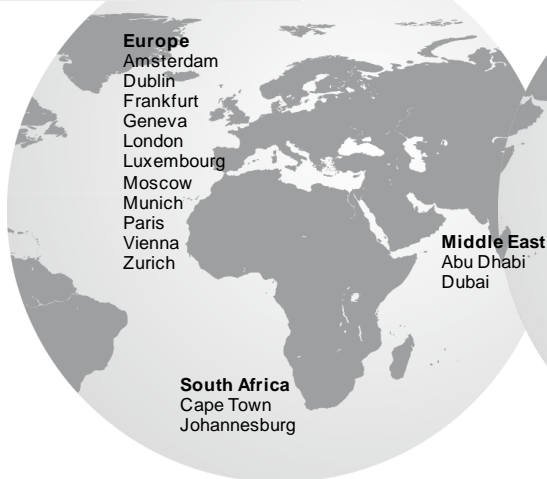 Europe
Amsterdam
Dublin
Frankfurt
Geneva
London
Luxembourg
Moscow
Munich
Paris
Vienna
Zurich
Middle East
Abu Dhabi
Dubai
South Africa
Cape Town
Johannesburg